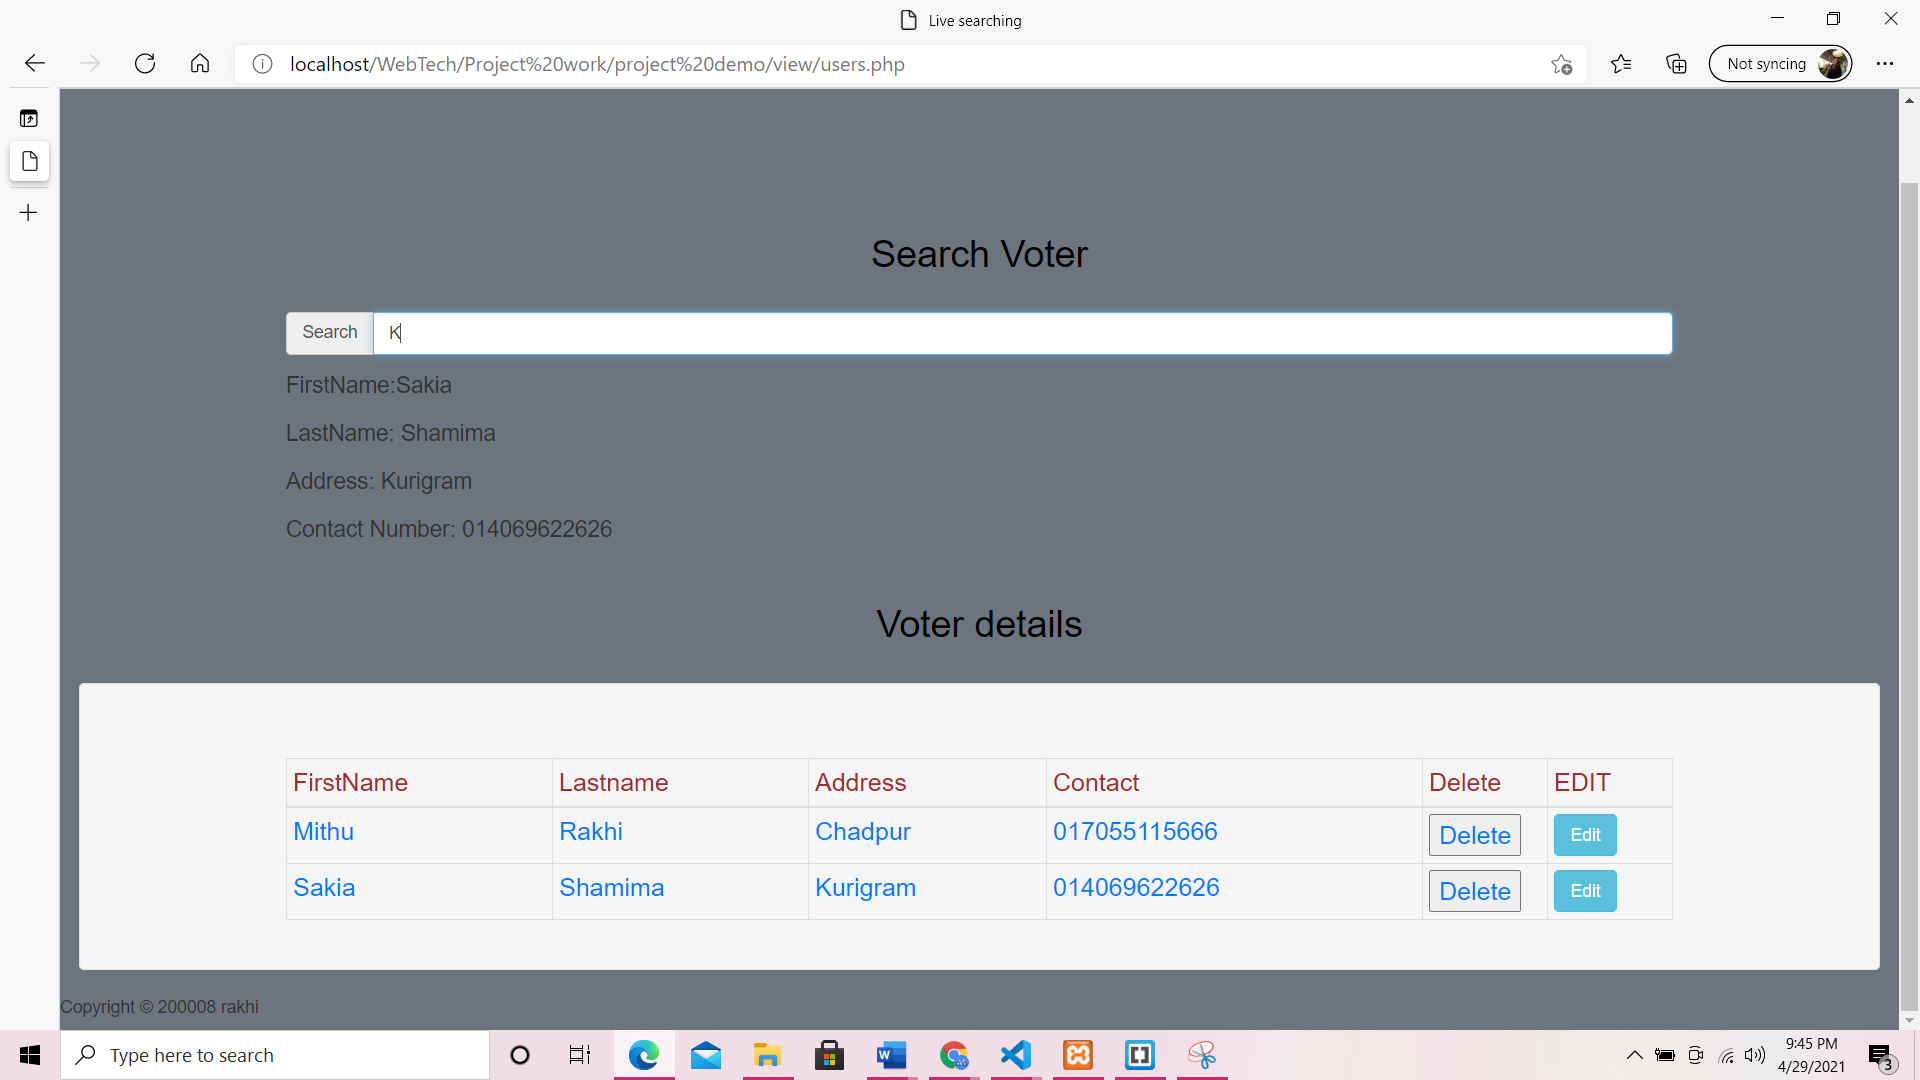 Live searching
localhost/WebTech/Project%20work/project%20demo/view/users.php
Not syncing
Search Voter
Search K
FirstName:Sakia
LastName: Shamima
Address: Kurigram
Contact Number: 014069622626
Voter details
FirstName Lastname Address Contact Delete EDIT
Mithu Rakhi Chadpur 017055115666 Delete Edit
Sakia Shamima Kurigram 014069622626 Delete Edit
Copyright © 200008 rakhi
Type here to search
9:45 PM
4/29/2021
3